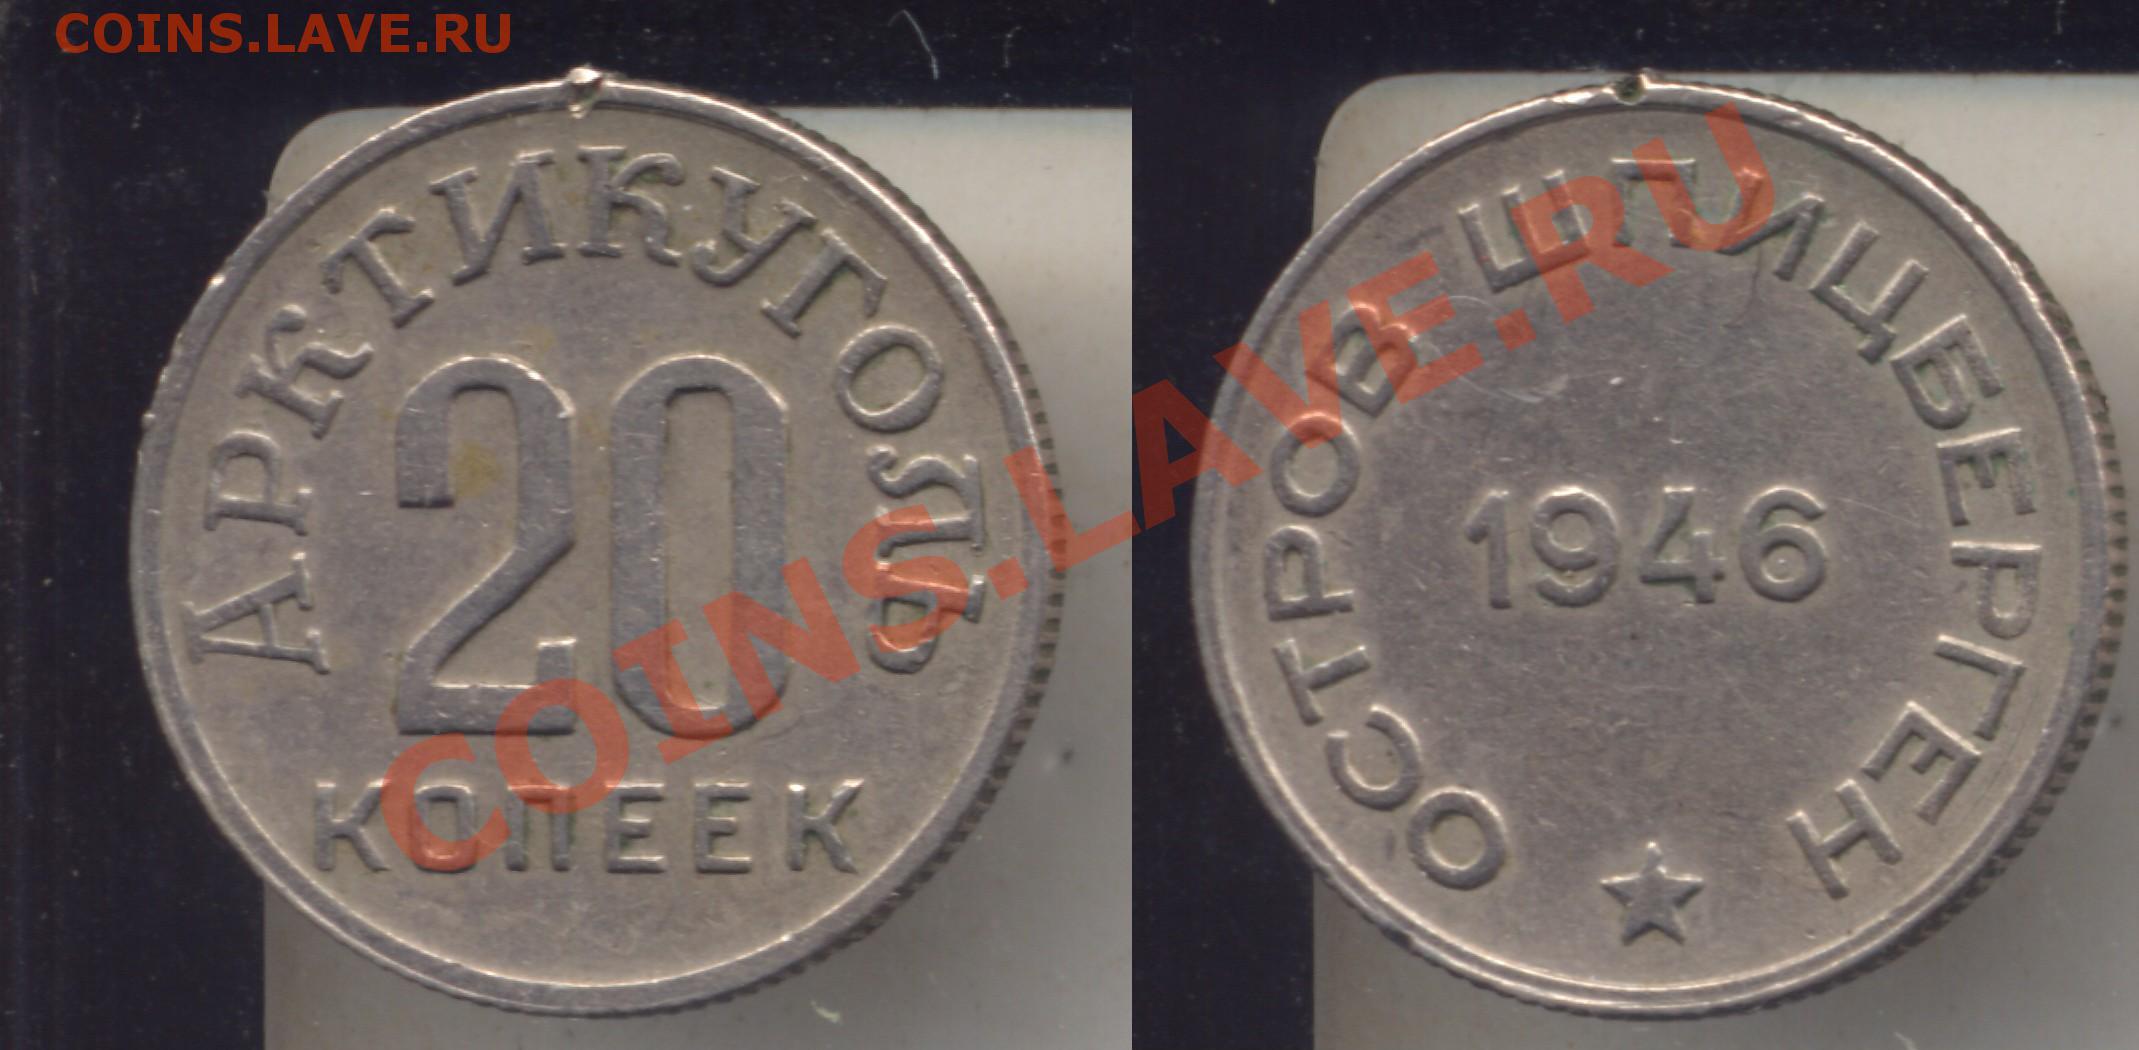 COINS.LAVE.RU
АРКТИКУГОЛЬ
20
КОПЕЕК
ОСТРОВ ШПИЦБЕРГЕН
1946
COINS.LAVE.RU